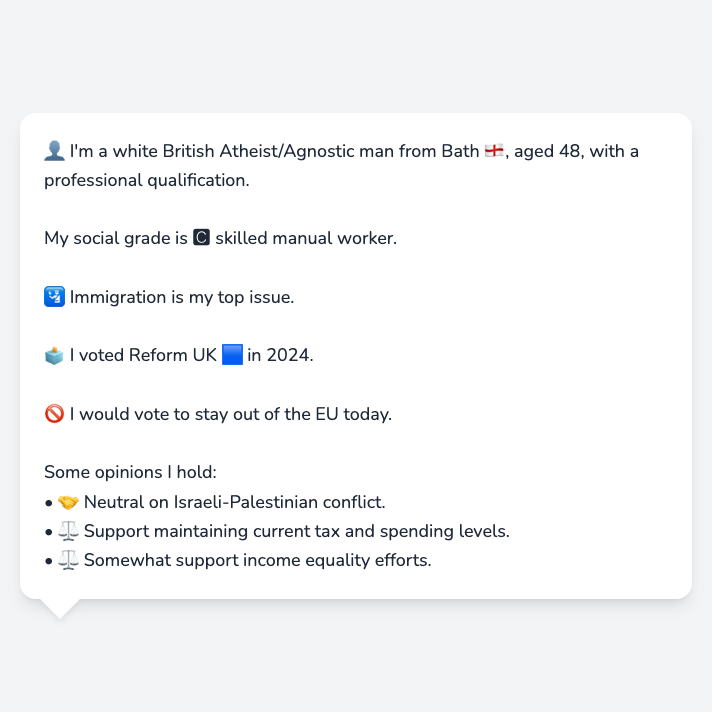 👤 I'm a white British Atheist/Agnostic man from Bath 🏴󠁧󠁢󠁥󠁮󠁧󠁿, aged 48, with a
professional qualification.
My social grade is 🅲 skilled manual worker.
🛂 Immigration is my top issue.
🗳️ I voted Reform UK 🟦 in 2024.
🚫 I would vote to stay out of the EU today.
Some opinions I hold:
• 🤝 Neutral on Israeli-Palestinian conflict.
• ⚖️ Support maintaining current tax and spending levels.
• ⚖️ Somewhat support income equality efforts.